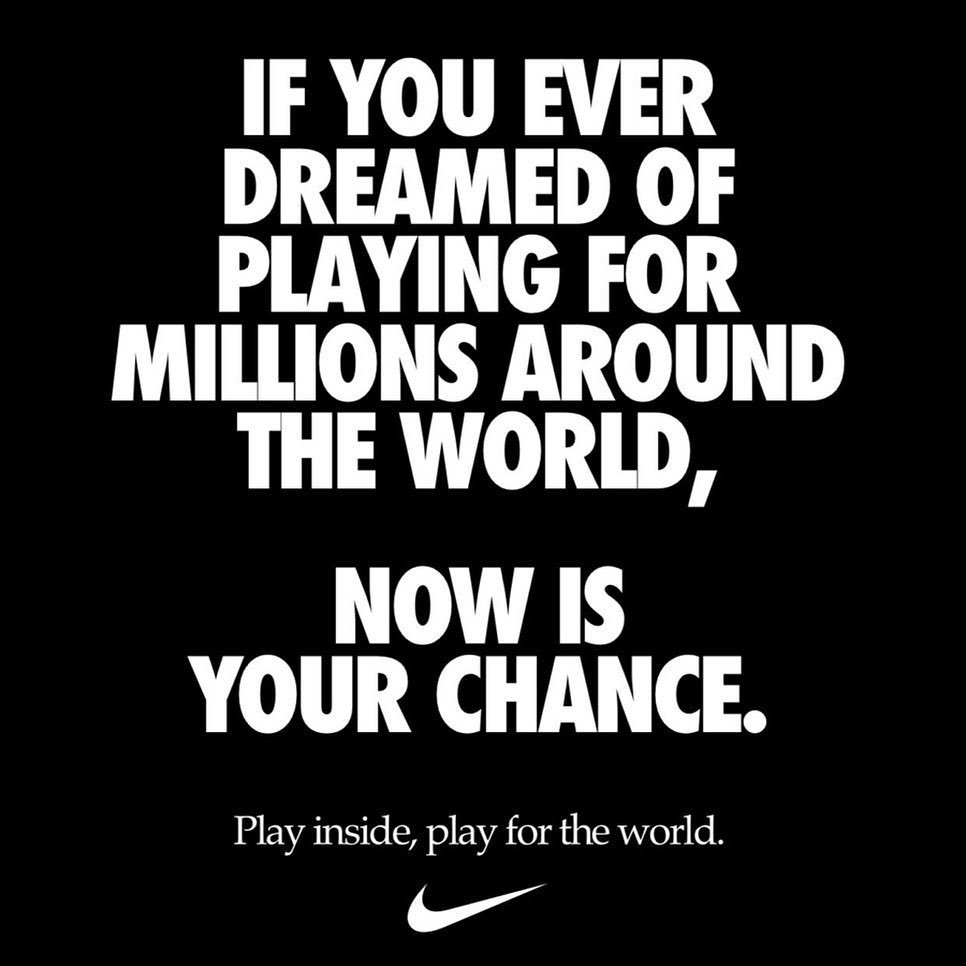 IF YOU EVER
DREAMED OF
PLAYING FOR
MILLIONS AROUND
THE WORLD,
NOW IS
YOUR CHANCE.
Play inside, play for the world.